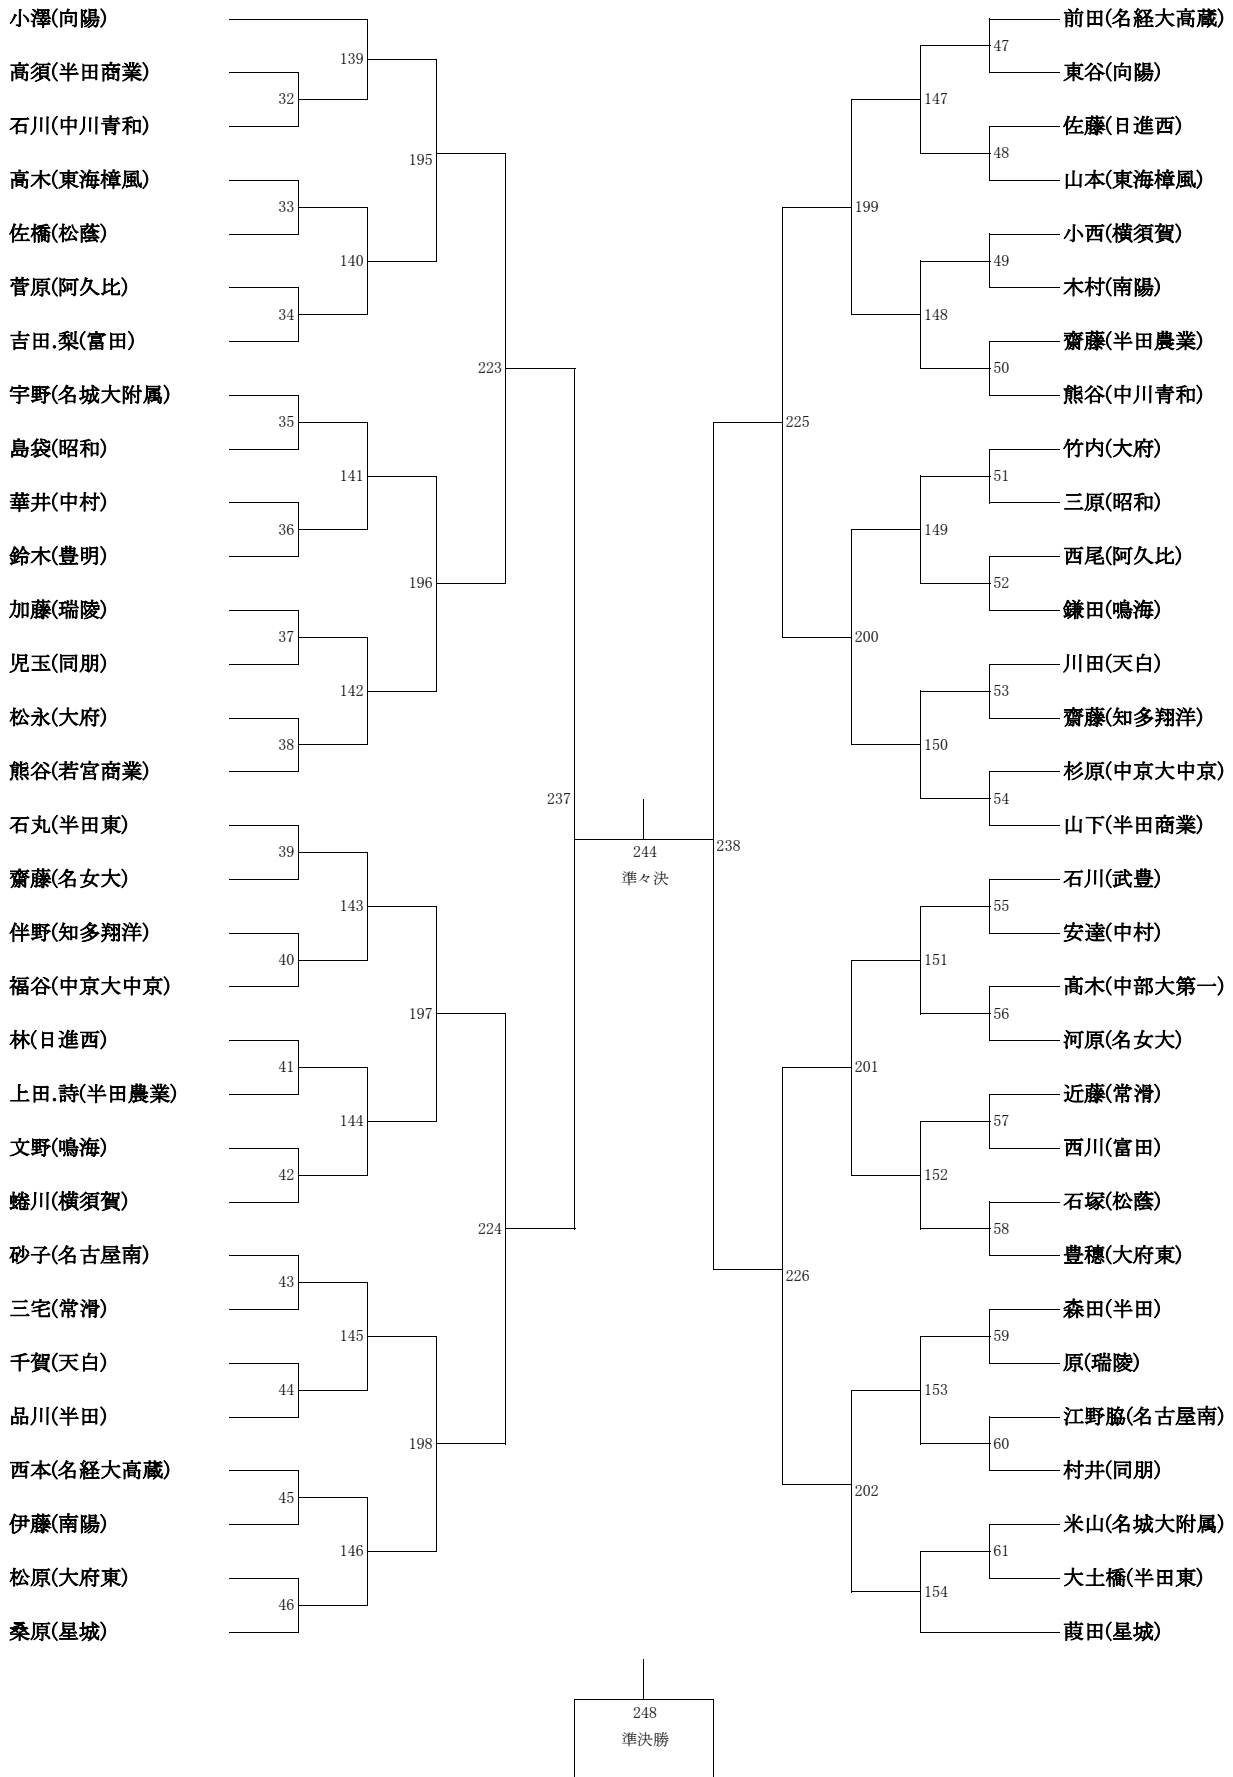 小澤(向陽)
高須(半田商業)
石川(中川青和)
高木(東海樟風)
佐橋(松蔭)
菅原(阿久比)
吉田.梨(富田)
宇野(名城大附属)
島袋(昭和)
華井(中村)
鈴木(豊明)
加藤(瑞陵)
児玉(同朋)
松永(大府)
熊谷(若宮商業)
石丸(半田東)
齋藤(名女大)
伴野(知多翔洋)
福谷(中京大中京)
林(日進西)
上田.詩(半田農業)
文野(鳴海)
蜷川(横須賀)
砂子(名古屋南)
三宅(常滑)
千賀(天白)
品川(半田)
西本(名経大高蔵)
伊藤(南陽)
松原(大府東)
桑原(星城)
32
33
34
35
36
37
38
39
40
41
42
43
44
45
46
139
140
141
142
143
144
145
146
195
196
197
198
223
224
237
244
準々決
238
225
226
199
200
201
202
147
148
149
150
151
152
153
154
47
48
49
50
51
52
53
54
55
56
57
58
59
60
61
前田(名経大高蔵)
東谷(向陽)
佐藤(日進西)
山本(東海樟風)
小西(横須賀)
木村(南陽)
齋藤(半田農業)
熊谷(中川青和)
竹内(大府)
三原(昭和)
西尾(阿久比)
鎌田(鳴海)
川田(天白)
齋藤(知多翔洋)
杉原(中京大中京)
山下(半田商業)
石川(武豊)
安達(中村)
髙木(中部大第一)
河原(名女大)
近藤(常滑)
西川(富田)
石塚(松蔭)
豊穗(大府東)
森田(半田)
原(瑞陵)
江野脇(名古屋南)
村井(同朋)
米山(名城大附属)
大土橋(半田東)
葭田(星城)
248
準決勝